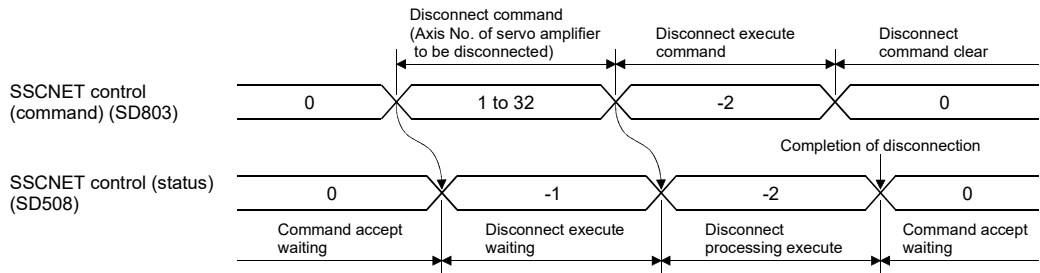 Disconnect command
(Axis No. of servo amplifier
to be disconnected)
Disconnect execute
command
Disconnect
command clear
SSCNET control
(command) (SD803)
0
1 to 32
-2
0
Completion of disconnection
SSCNET control (status)
(SD508)
0
-1
-2
0
Command accept
waiting
Disconnect execute
waiting
Disconnect
processing execute
Command accept
waiting